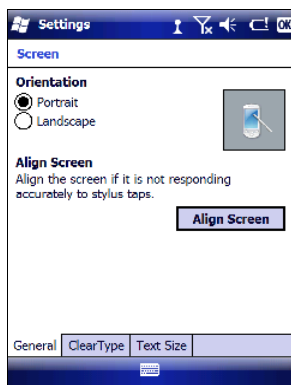 Settings
OK
Screen
Orientation
Portrait
Landscape
Align Screen
Align the screen if it is not responding
accurately to stylus taps.
Align Screen
General ClearType Text Size